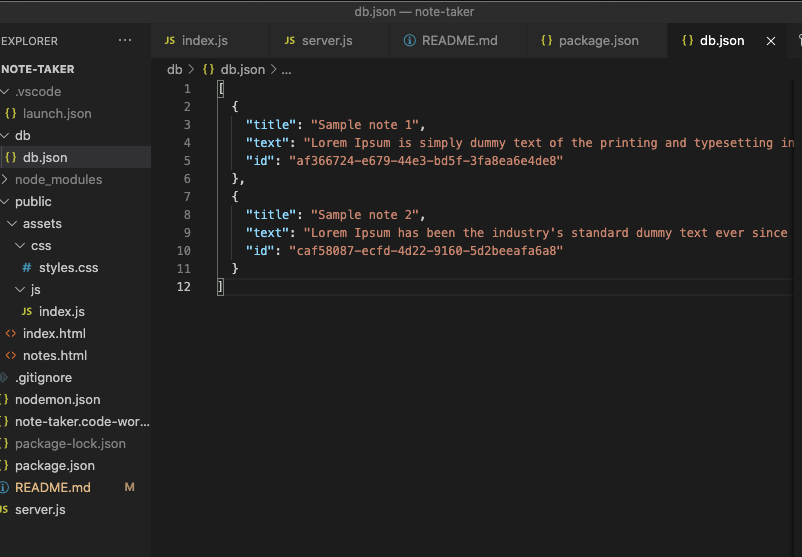 db.json — note-taker
EXPLORER ...
index.js server.js README.md package.json db.json
NOTE-TAKER
db > db.json > ...
.vscode
launch.json
db
db.json
node_modules
public
assets
css
styles.css
js
index.js
index.html
notes.html
.gitignore
nodemon.json
note-taker.code-wor...
package-lock.json
package.json
README.md M
server.js
1 [
2 {
3 "title": "Sample note 1",
4 "text": "Lorem Ipsum is simply dummy text of the printing and typesetting in
5 "id": "af366724-e679-44e3-bd5f-3fa8ea6e4de8"
6 },
7 {
8 "title": "Sample note 2",
9 "text": "Lorem Ipsum has been the industry's standard dummy text ever since
10 "id": "caf58087-ecfd-4d22-9160-5d2beeafa6a8"
11 }
12 ]